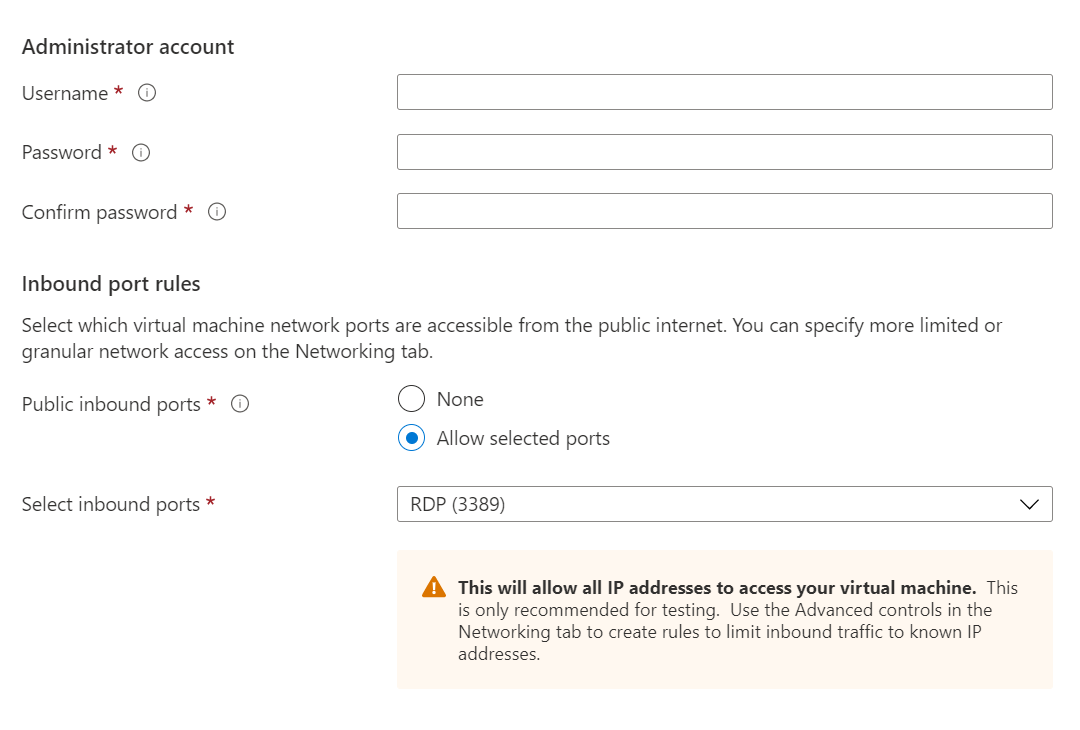 Administrator account
Username *
Password *
Confirm password *
Inbound port rules
Select which virtual machine network ports are accessible from the public internet. You can specify more limited or
granular network access on the Networking tab.
Public inbound ports *
None
Allow selected ports
Select inbound ports *
RDP (3389)
This will allow all IP addresses to access your virtual machine. This
is only recommended for testing. Use the Advanced controls in the
Networking tab to create rules to limit inbound traffic to known IP
addresses.